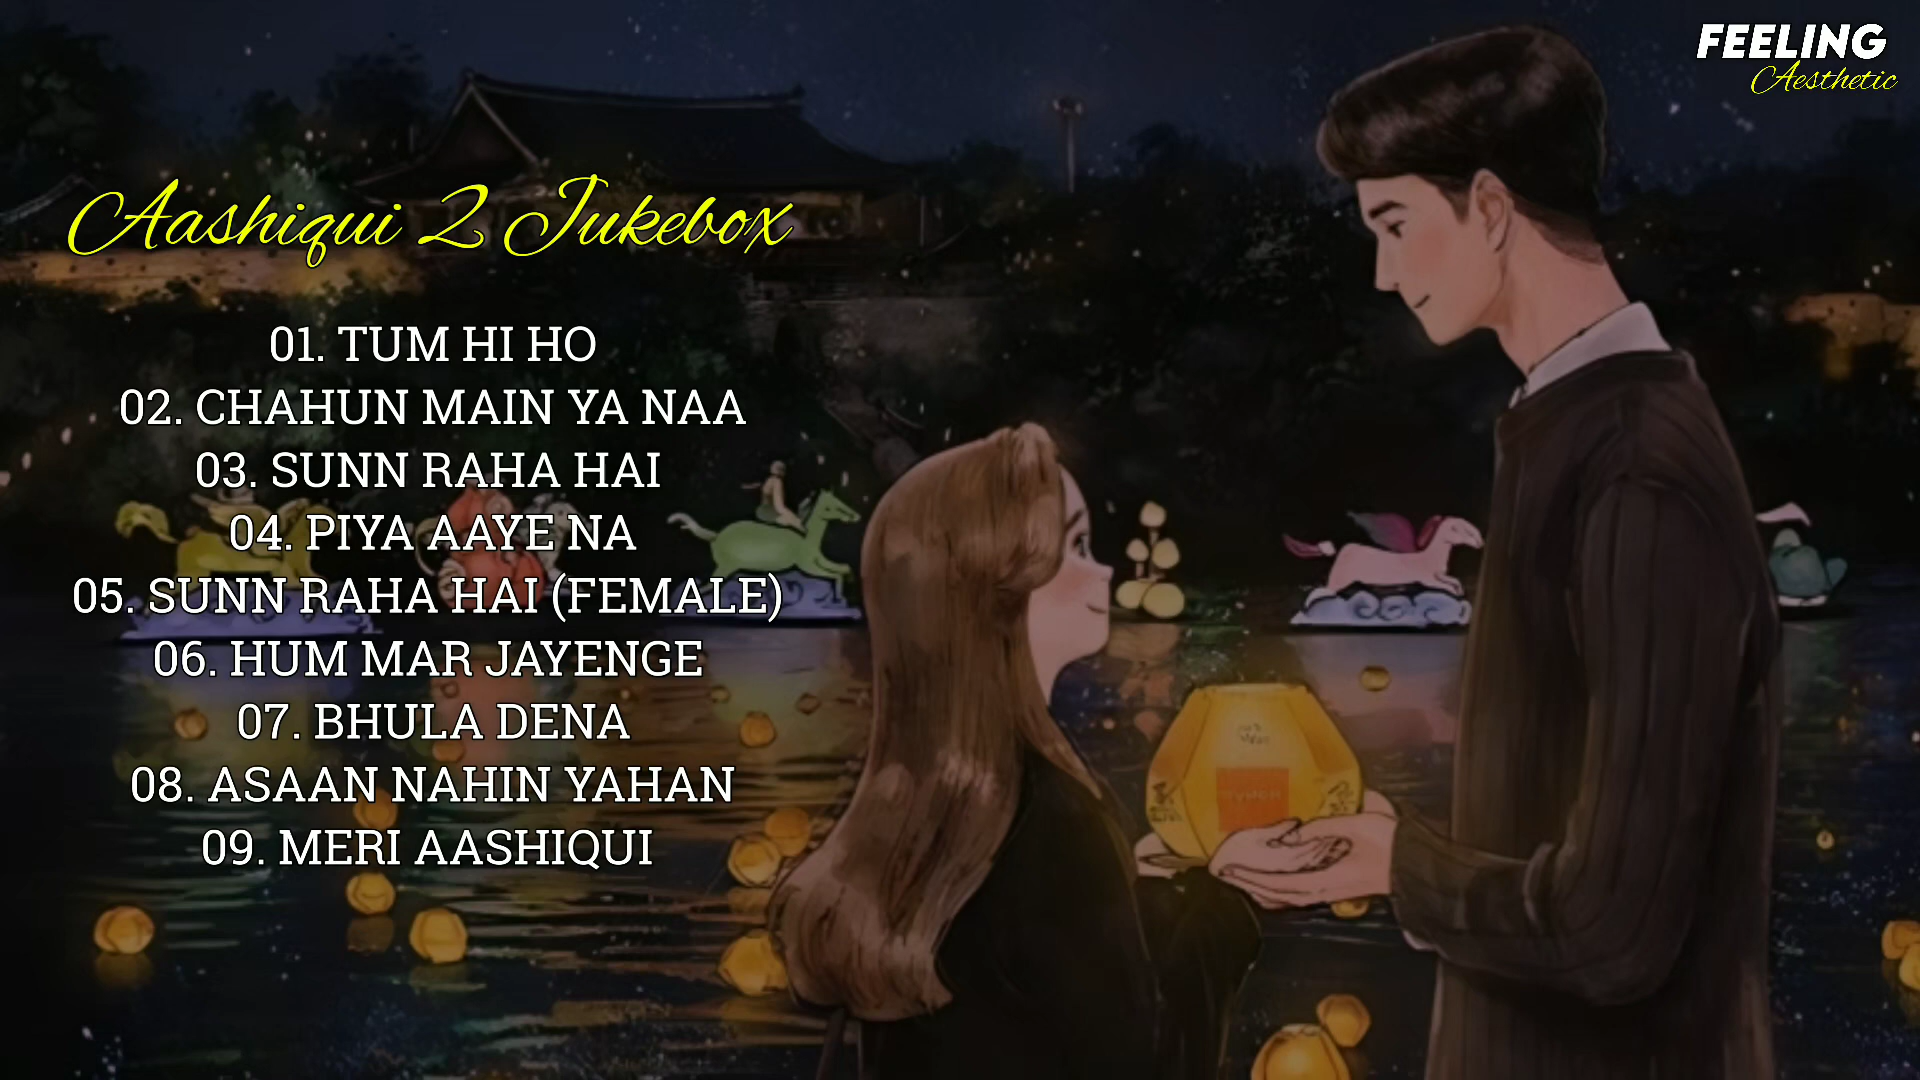 FEELING
Aesthetic
Aashiqui 2 Jukebox
01. TUM HI HO
02. CHAHUN MAIN YA NAA
03. SUNN RAHA HAI
04. PIYA AAYE NA
05. SUNN RAHA HAI (FEMALE)
06. HUM MAR JAYENGE
07. BHULA DENA
08. ASAAN NAHIN YAHAN
09. MERI AASHIQUI